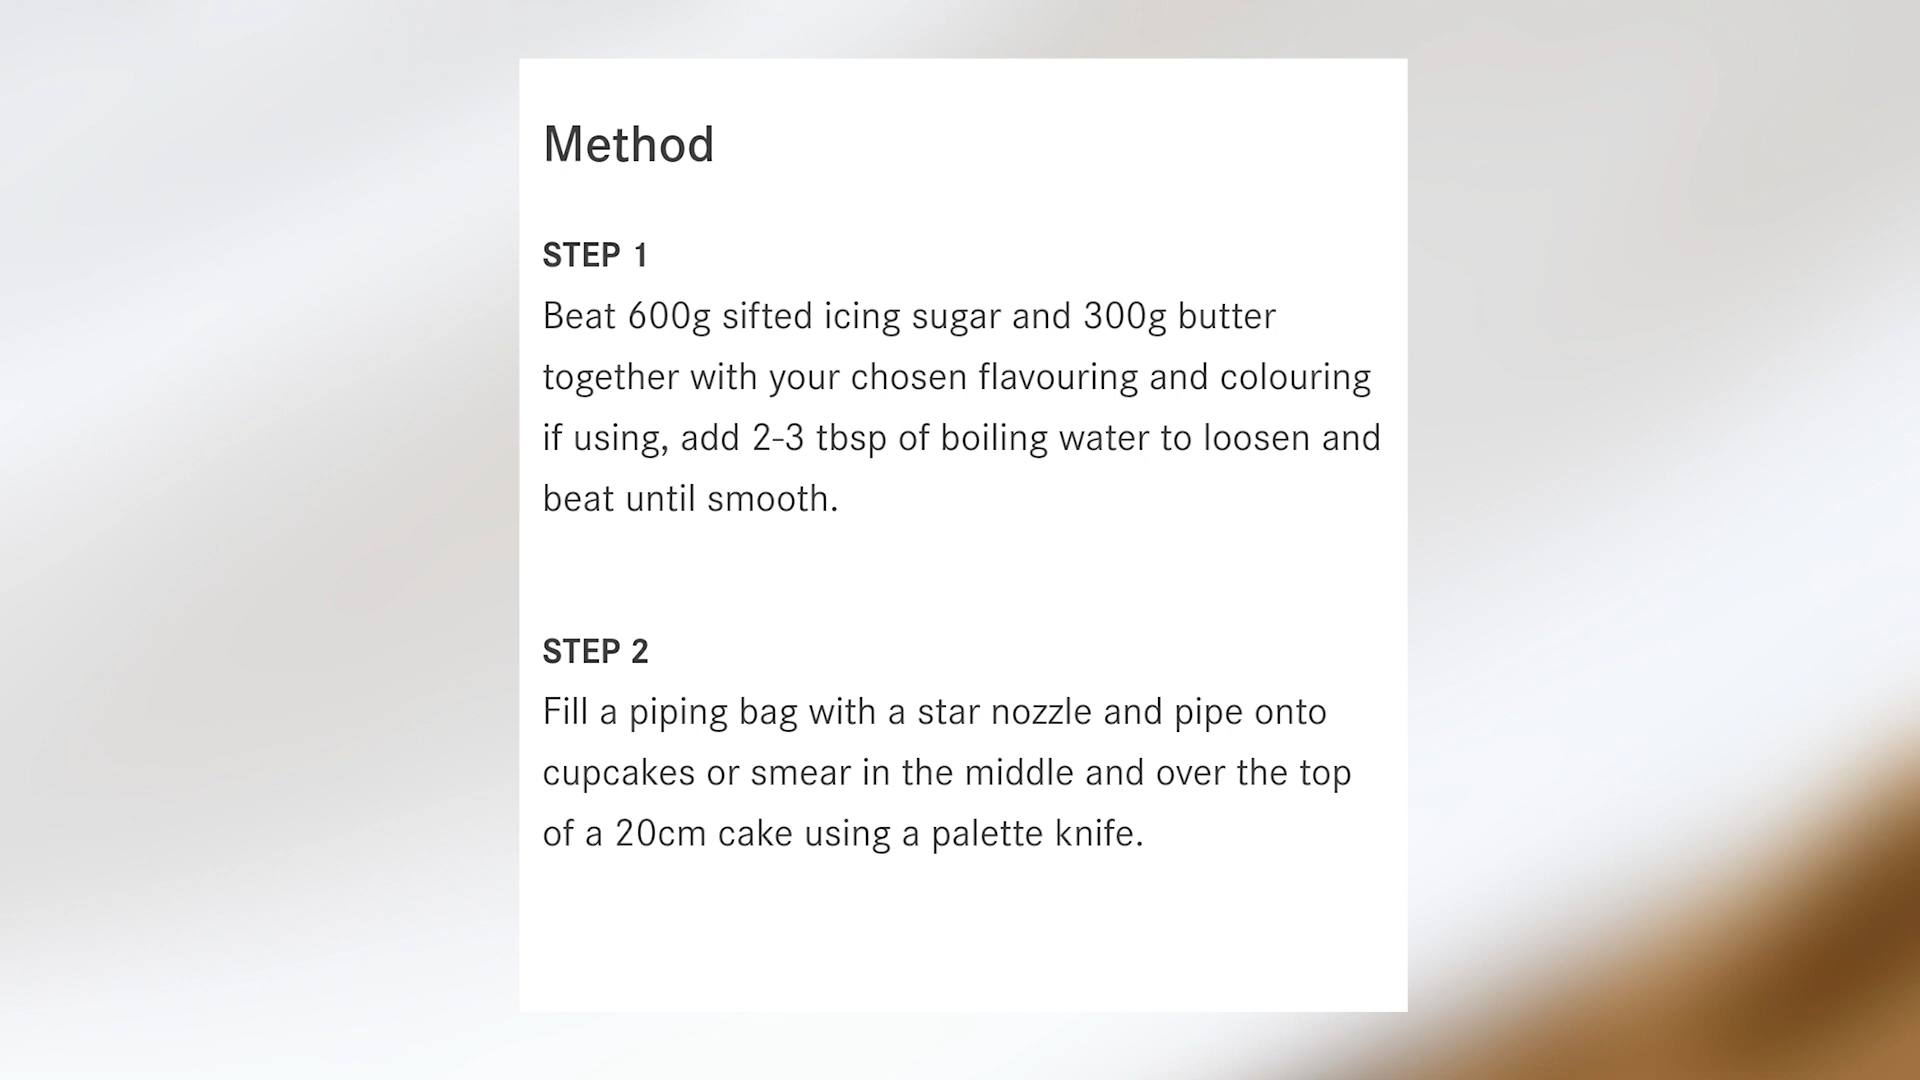 Method
STEP 1
Beat 600g sifted icing sugar and 300g butter
together with your chosen flavouring and colouring
if using, add 2-3 tbsp of boiling water to loosen and
beat until smooth.
STEP 2
Fill a piping bag with a star nozzle and pipe onto
cupcakes or smear in the middle and over the top
of a 20cm cake using a palette knife.